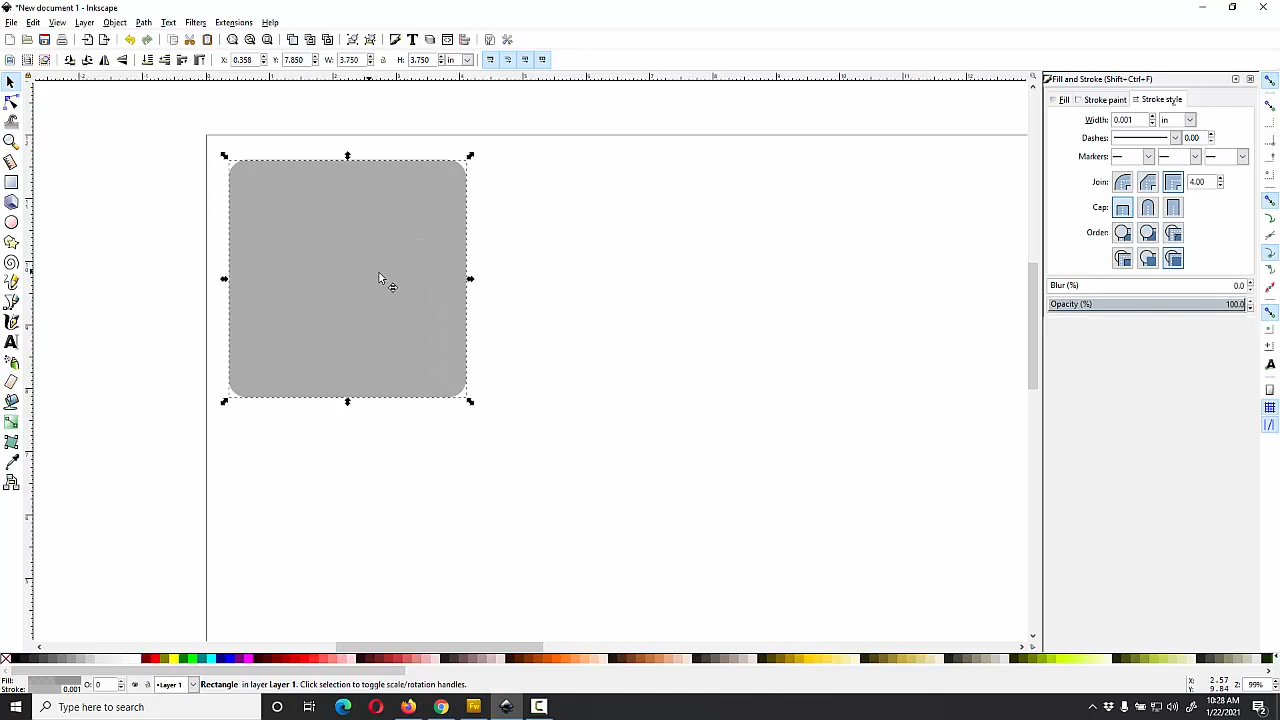 *New document 1 - Inkscape
File Edit View Layer Object Path Text Filters Extensions Help
X: 0.358 Y: 7.850 W: 3.750 H: 3.750 in
Fill and Stroke (Shift+Ctrl+F)
Fill Stroke paint Stroke style
Width: 0.001 in
Dashes: 0.00
Markers:
Join: 4.00
Cap:
Order:
Blur (%) 0.0
Opacity (%) 100.0
Fill:
Stroke: 0.001 O: 0 Layer 1 Rectangle in layer Layer 1. Click selection to toggle scale/rotation handles.
X: 2.57
Y: 9.84 Z: 99%
Type here to search
Fw
10:28 AM
1/22/2021